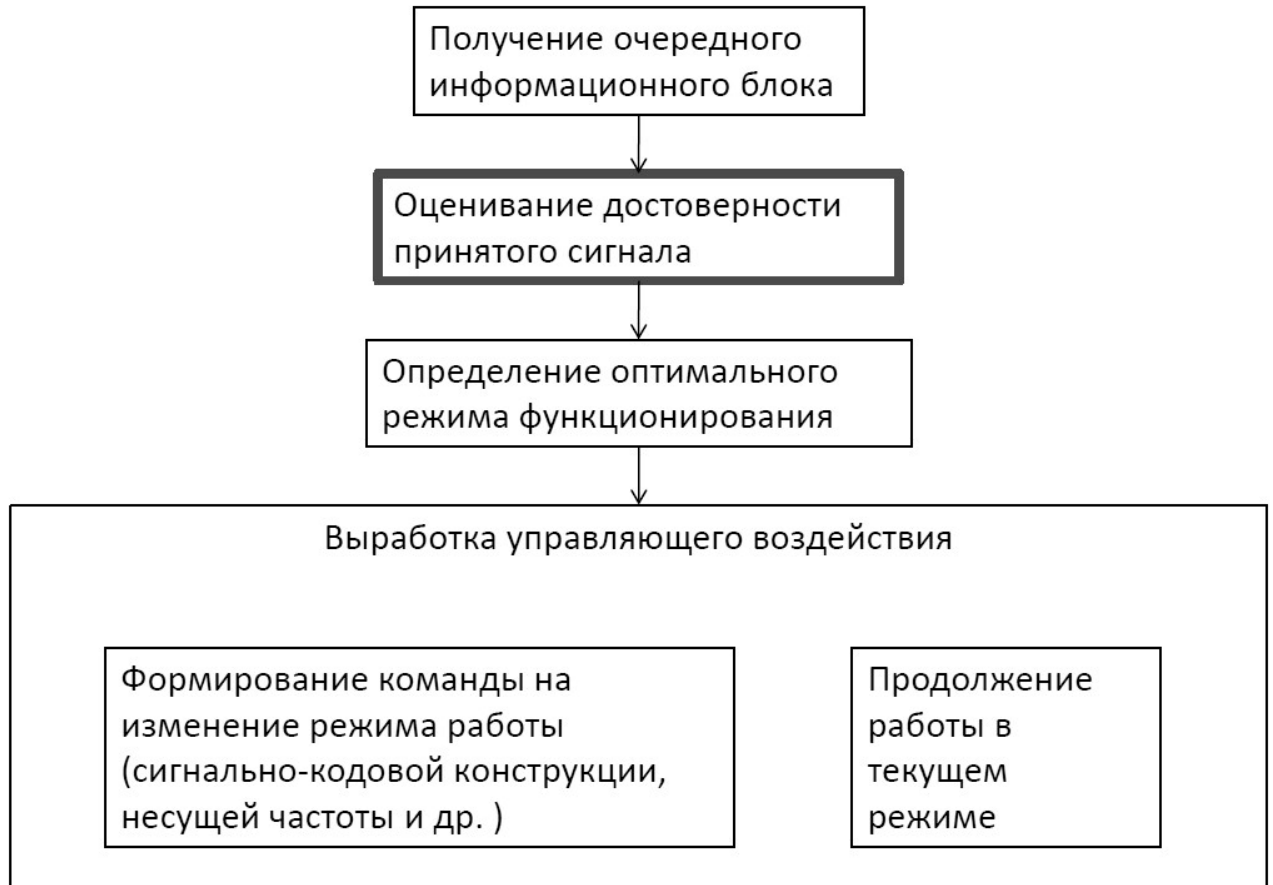 Получение очередного
информационного блока
Оценивание достоверности
принятого сигнала
Определение оптимального
режима функционирования
Выработка управляющего воздействия
Формирование команды на
изменение режима работы
(сигнально-кодовой конструкции,
несущей частоты и др. )
Продолжение
работы в
текущем
режиме